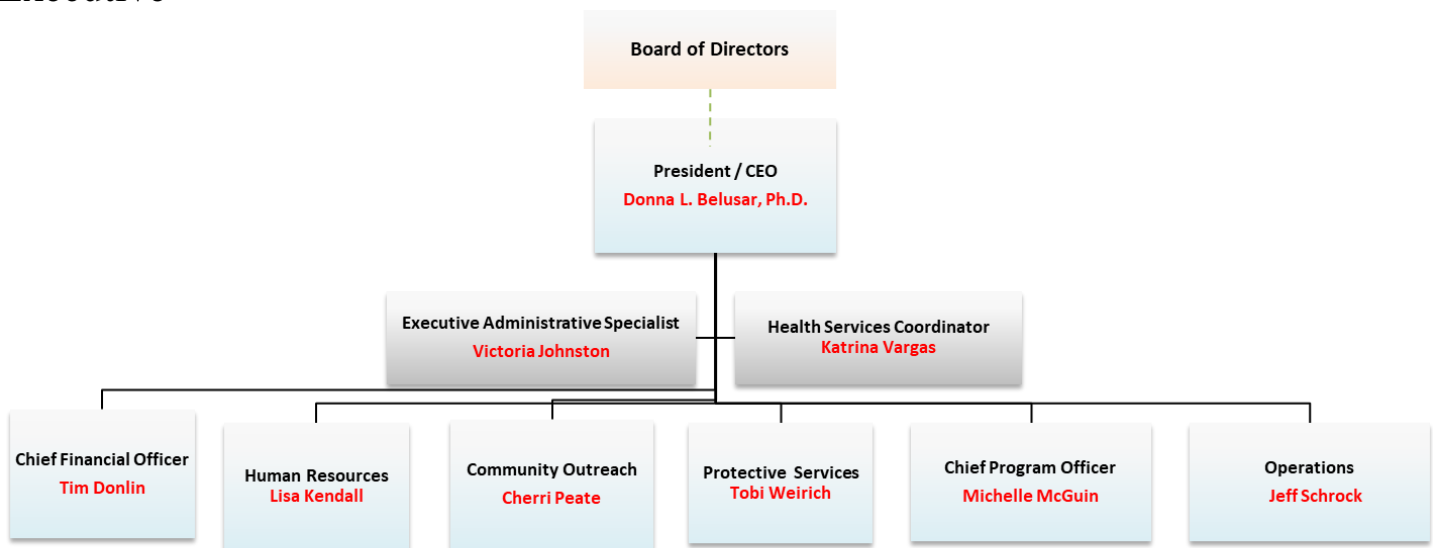 Executive
Board of Directors
President / CEO
Donna L. Belusar, Ph.D.
Executive Administrative Specialist
Victoria Johnston
Health Services Coordinator
Katrina Vargas
Chief Financial Officer
Tim Donlin
Human Resources
Lisa Kendall
Community Outreach
Cherri Peate
Protective Services
Tobi Weirich
Chief Program Officer
Michelle McGuin
Operations
Jeff Schrock